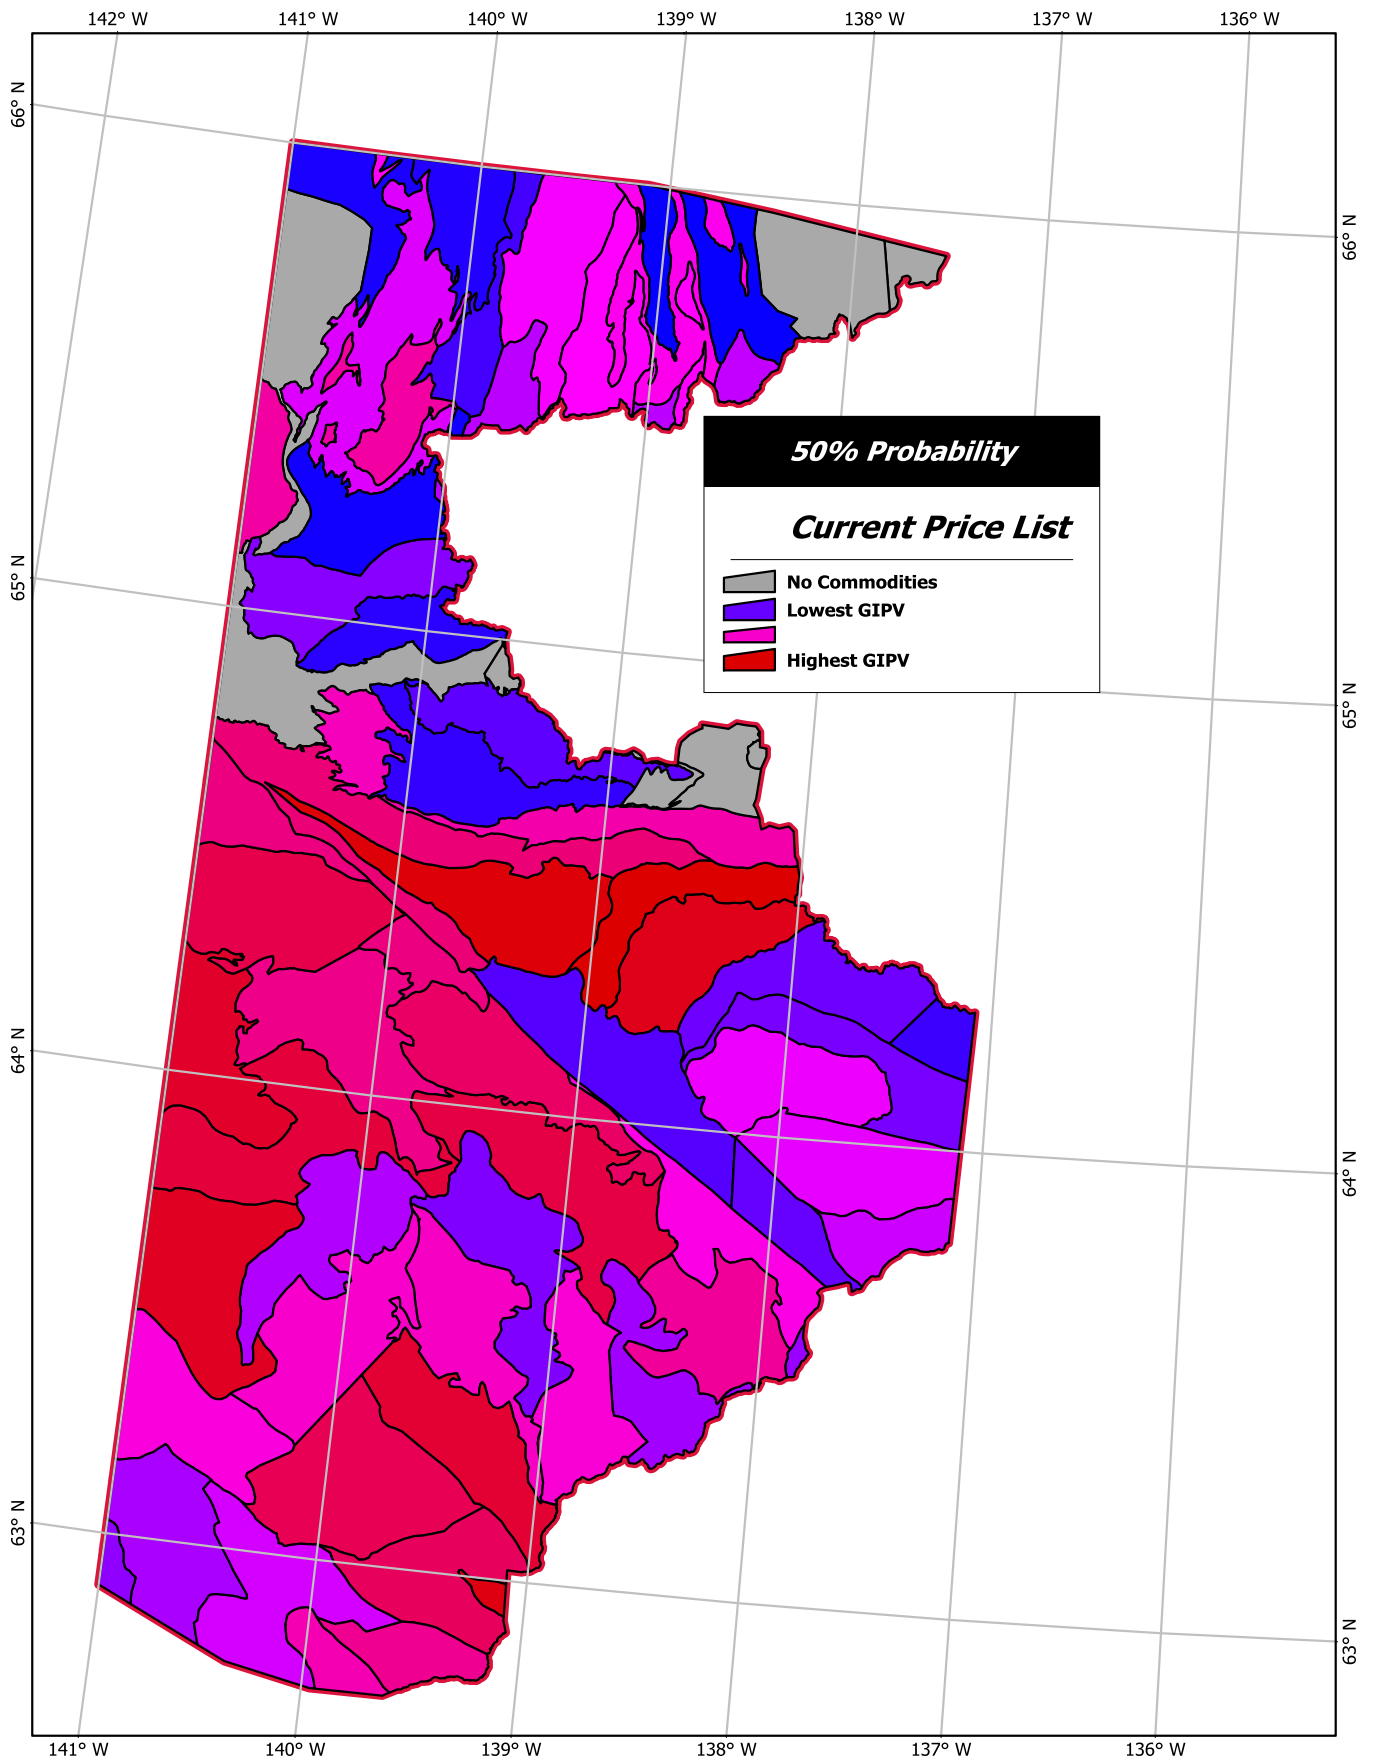 142° W 141° W 140° W 139° W 138° W 137° W 136° W
66° N
66° N
50% Probability
Current Price List
65° N
No Commodities
Lowest GIPV
Highest GIPV
65° N
64° N
64° N
63° N
63° N
141° W 140° W 139° W 138° W 137° W 136° W